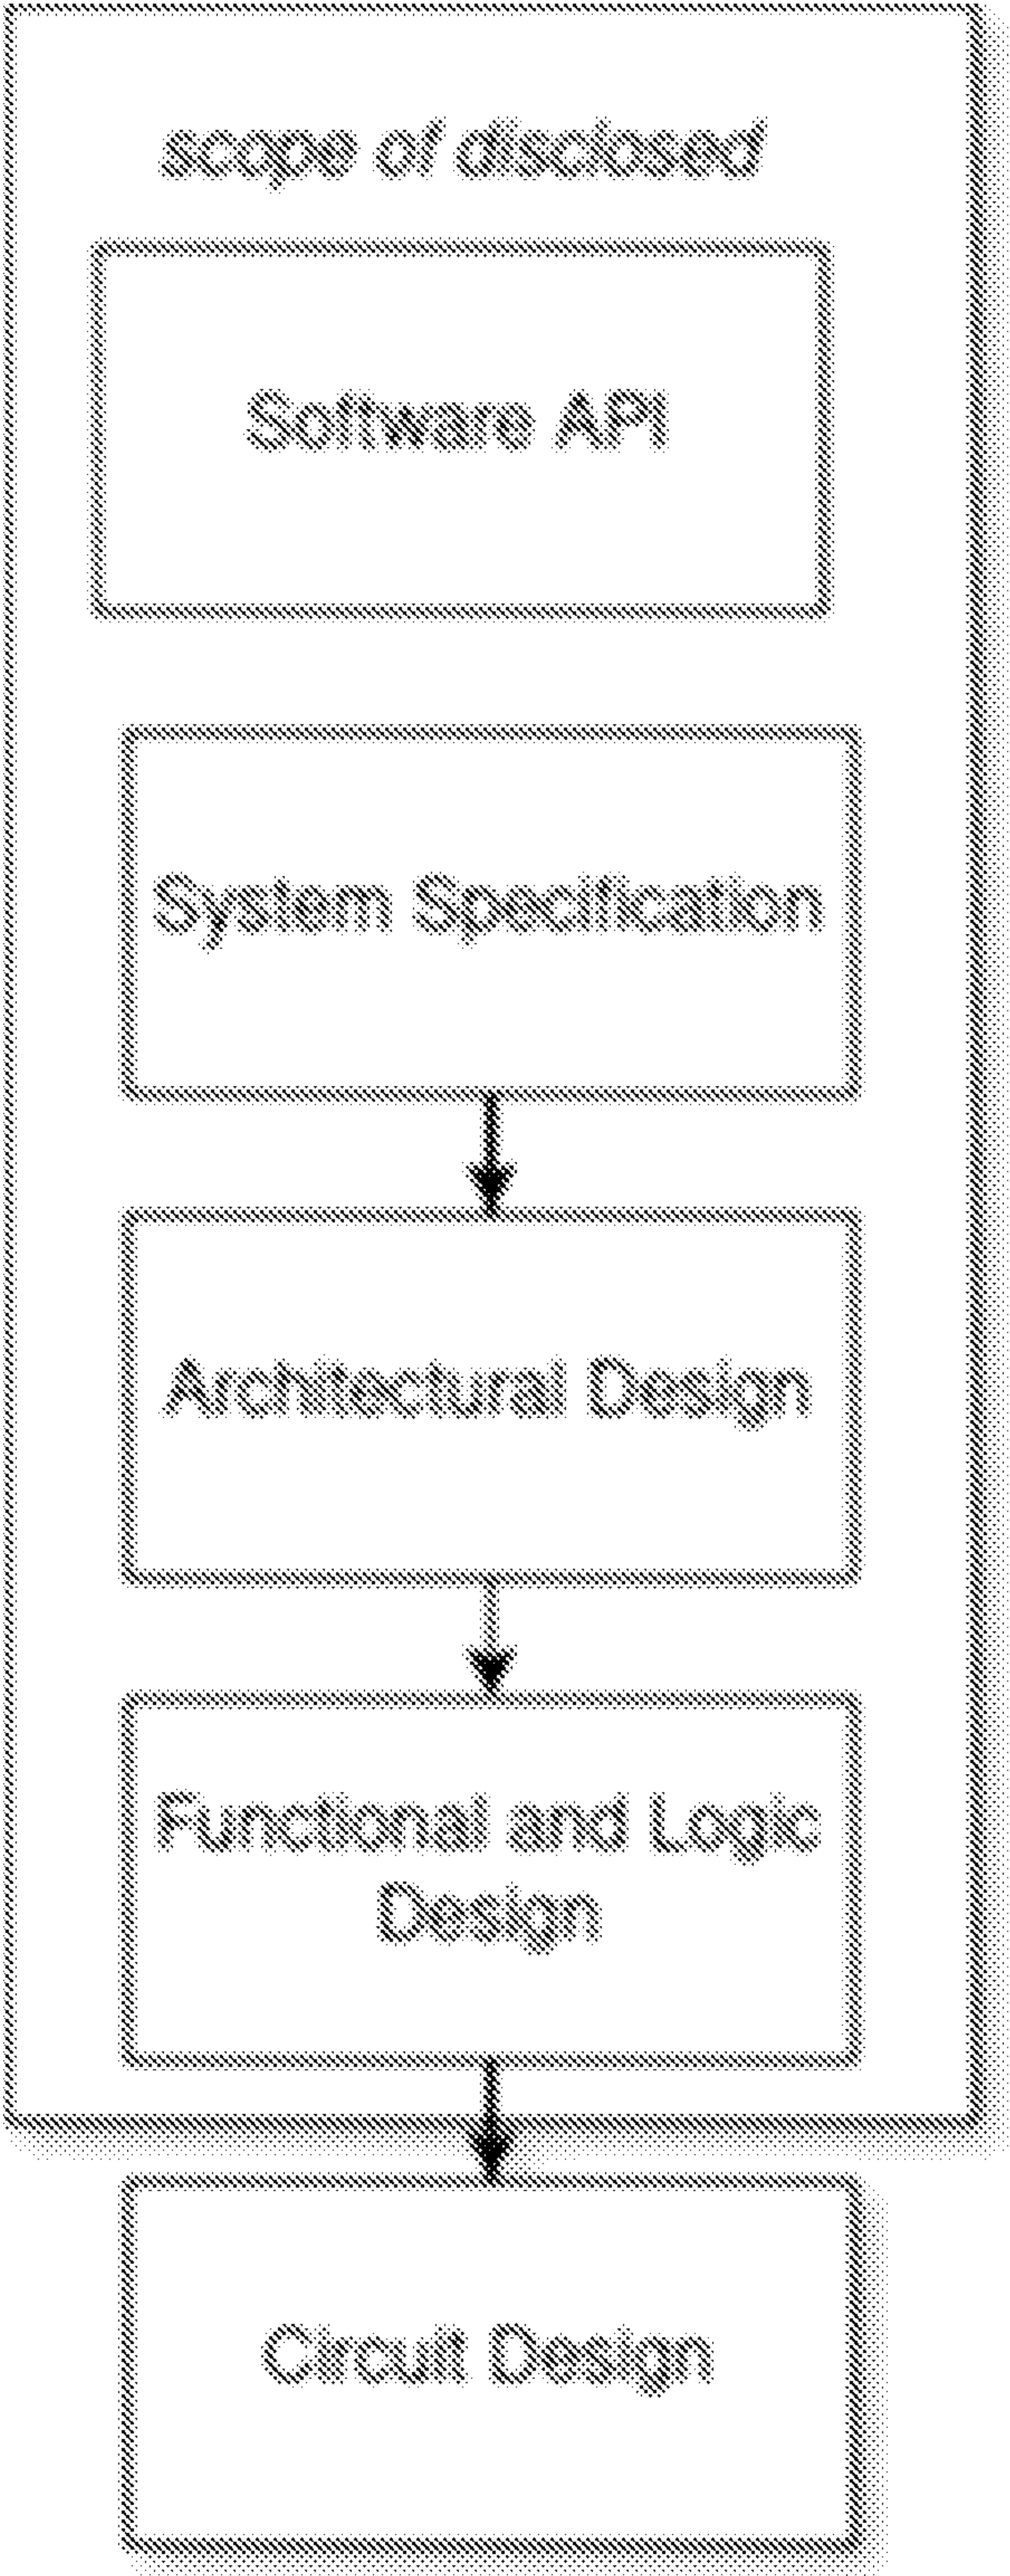 scope of disclosed
Software API
System Specification
Architectural Design
Functional and Logic
Design
Circuit Design